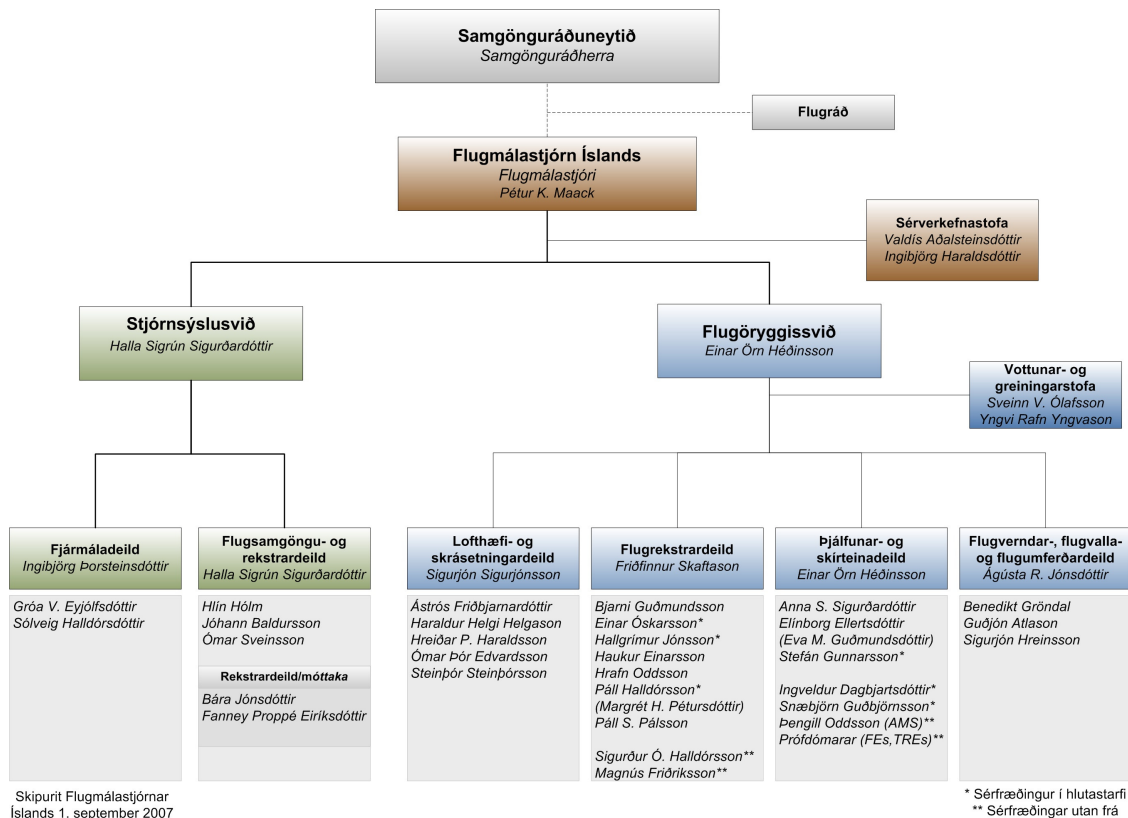 Samgönguráðuneytið
Samgönguráðherra
Flugráð
Flugmálastjórn Íslands
Flugmálastjóri
Pétur K. Maack
Sérverkefnastofa
Valdís Aðalsteinsdóttir
Ingibjörg Haraldsdóttir
Stjórnsýslusvið
Halla Sigrún Sigurðardóttir
Flugöryggissvið
Einar Örn Héðinsson
Vottunar- og
greiningarstofa
Sveinn V. Ólafsson
Yngvi Rafn Yngvason
Fjármáladeild
Ingibjörg Þorsteinsdóttir
Gróa V. Eyjólfsdóttir
Sólveig Halldórsdóttir
Flugsamgöngu- og
rekstrardeild
Halla Sigrún Sigurðardóttir
Hlín Hólm
Jóhann Baldursson
Ómar Sveinsson
Rekstrardeild/móttaka
Bára Jónsdóttir
Fanney Proppé Eiríksdóttir
Lofthæfi- og
skrásetningardeild
Sigurjón Sigurjónsson
Ástrós Friðbjarnardóttir
Haraldur Helgi Helgason
Hreiðar P. Haraldsson
Ómar Þór Edvardsson
Steinþór Steinþórsson
Flugrekstrardeild
Friðfinnur Skaftason
Bjarni Guðmundsson
Einar Óskarsson*
Hallgrímur Jónsson*
Haukur Einarsson
Hrafn Oddsson
Páll Halldórsson*
(Margrét H. Pétursdóttir)
Páll S. Pálsson
Sigurður Ó. Halldórsson**
Magnús Friðriksson**
Þjálfunar- og
skírteinadeild
Einar Örn Héðinsson
Anna S. Sigurðardóttir
Elínborg Ellertsdóttir
(Eva M. Guðmundsdóttir)
Stefán Gunnarsson*
Ingveldur Dagbjartsdóttir*
Snæbjörn Guðbjörnsson*
Þengill Oddsson (AMS)**
Prófdómarar (FEs,TREs)**
Flugverndar-, flugvalla-
og flugumferðardeild
Ágústa R. Jónsdóttir
Benedikt Gröndal
Guðjón Atlason
Sigurjón Hreinsson
Skipurit Flugmálastjórnar
Íslands 1. september 2007
* Sérfræðingur í hlutastarfi
** Sérfræðingar utan frá